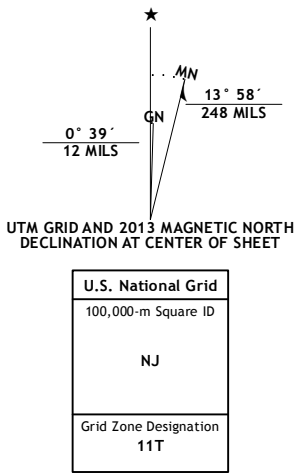 ★
MN
13° 58´
248 MILS
GN
0° 39´
12 MILS
UTM GRID AND 2013 MAGNETIC NORTH
DECLINATION AT CENTER OF SHEET
U.S. National Grid
100,000-m Square ID
NJ
Grid Zone Designation
11T